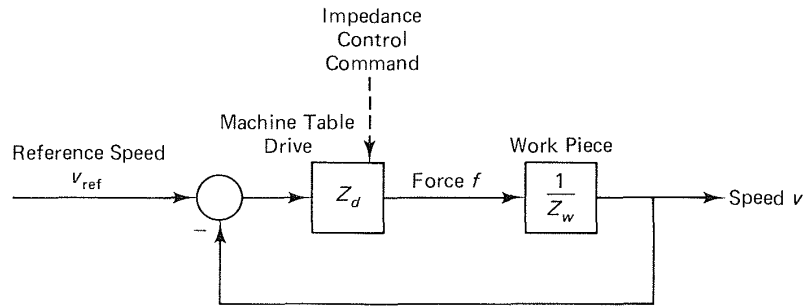 Impedance
Control
Command
Machine Table
Drive
Work Piece
Reference Speed
v_ref
Z_d
Force f
1
Z_w
Speed v
−